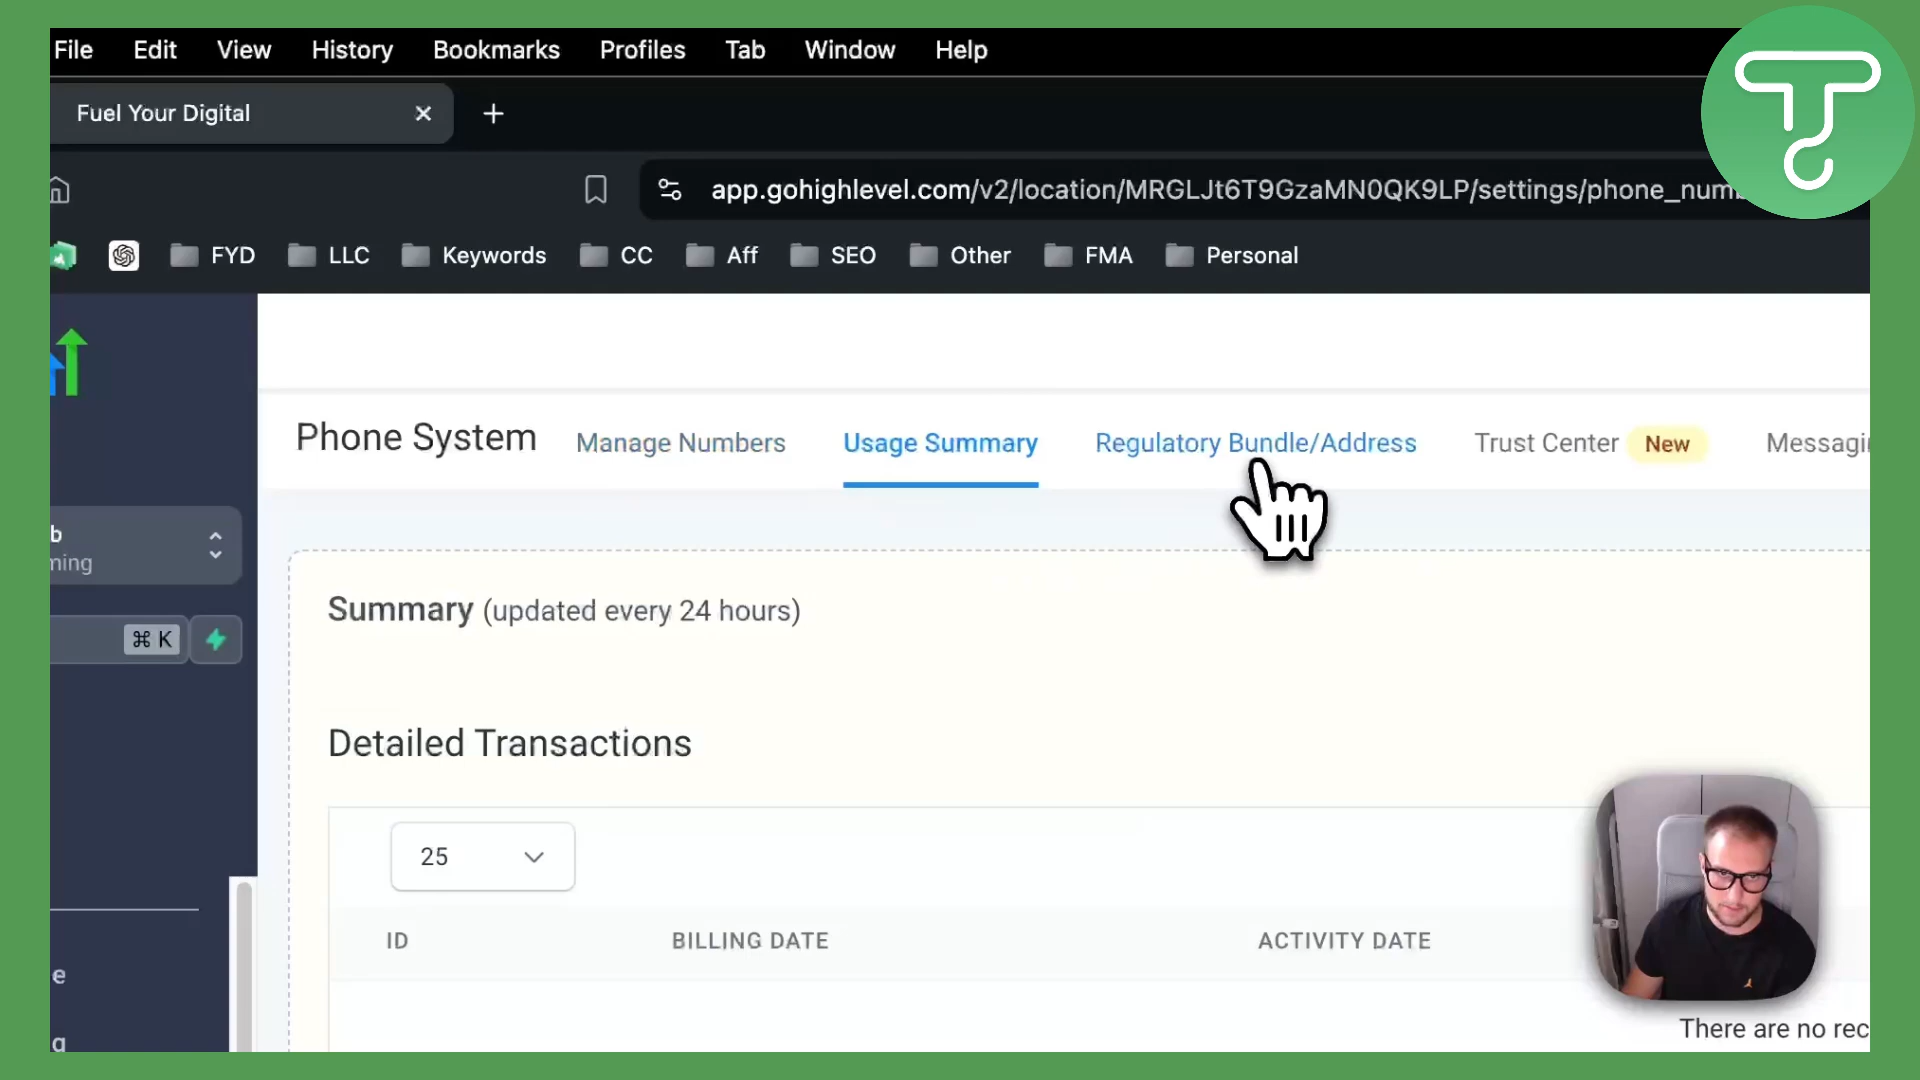 File Edit View History Bookmarks Profiles Tab Window Help
Fuel Your Digital
app.gohighlevel.com/v2/location/MRGLJt6T9GzaMN0QK9LP/settings/phone_num
FYD LLC Keywords CC Aff SEO Other FMA Personal
Phone System Manage Numbers Usage Summary Regulatory Bundle/Address Trust Center New Messagi
b
ning
⌘ K
Summary (updated every 24 hours)
Detailed Transactions
25
ID BILLING DATE ACTIVITY DATE
e
There are no rec
g